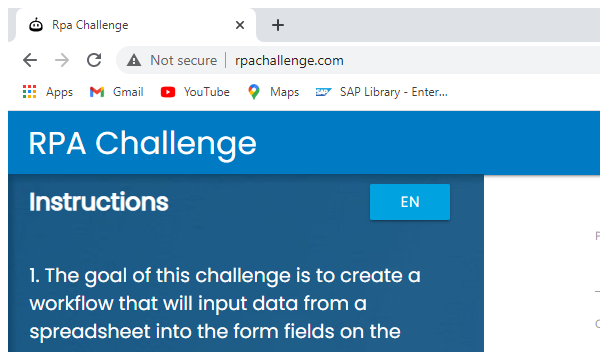 Rpa Challenge
Not secure | rpachallenge.com
Apps Gmail YouTube Maps SAP Library - Enter...
RPA Challenge
Instructions EN
1. The goal of this challenge is to create a
workflow that will input data from a
spreadsheet into the form fields on the